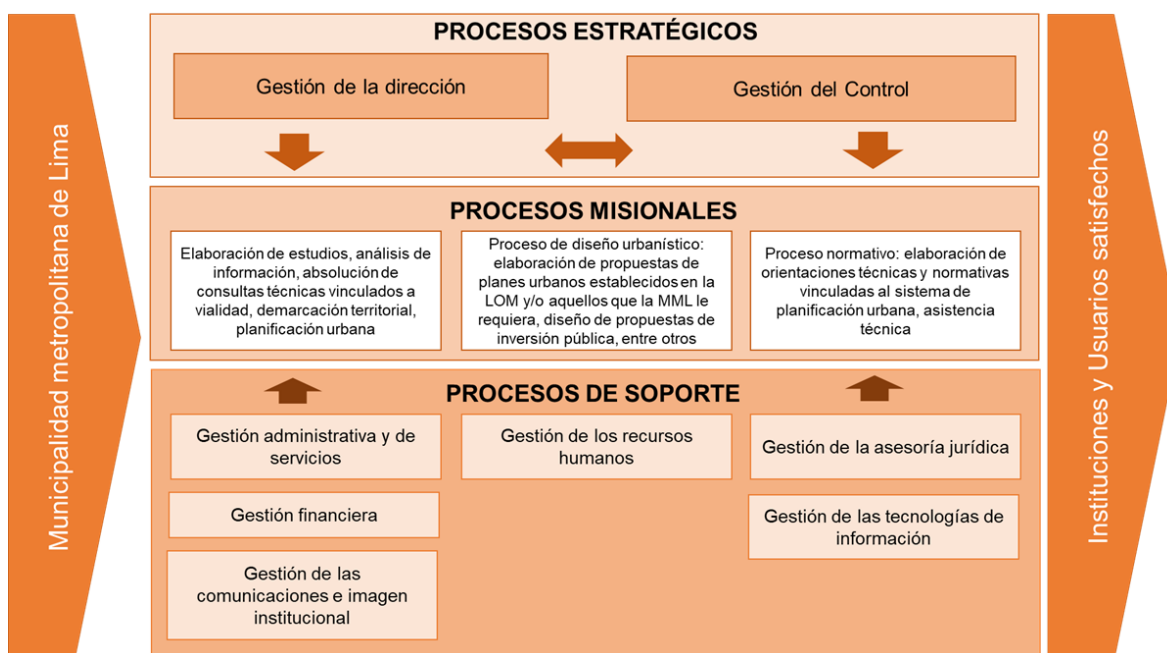 Municipalidad metropolitana de Lima
PROCESOS ESTRATÉGICOS
Gestión de la dirección
Gestión del Control
PROCESOS MISIONALES
Elaboración de estudios, análisis de
información, absolución de
consultas técnicas vinculados a
vialidad, demarcación territorial,
planificación urbana
Proceso de diseño urbanístico:
elaboración de propuestas de
planes urbanos establecidos en la
LOM y/o aquellos que la MML le
requiera, diseño de propuestas de
inversión pública, entre otros
Proceso normativo: elaboración de
orientaciones técnicas y normativas
vinculadas al sistema de
planificación urbana, asistencia
técnica
PROCESOS DE SOPORTE
Gestión administrativa y de
servicios
Gestión de los recursos
humanos
Gestión de la asesoría jurídica
Gestión financiera
Gestión de las tecnologías de
información
Gestión de las
comunicaciones e imagen
institucional
Instituciones y Usuarios satisfechos